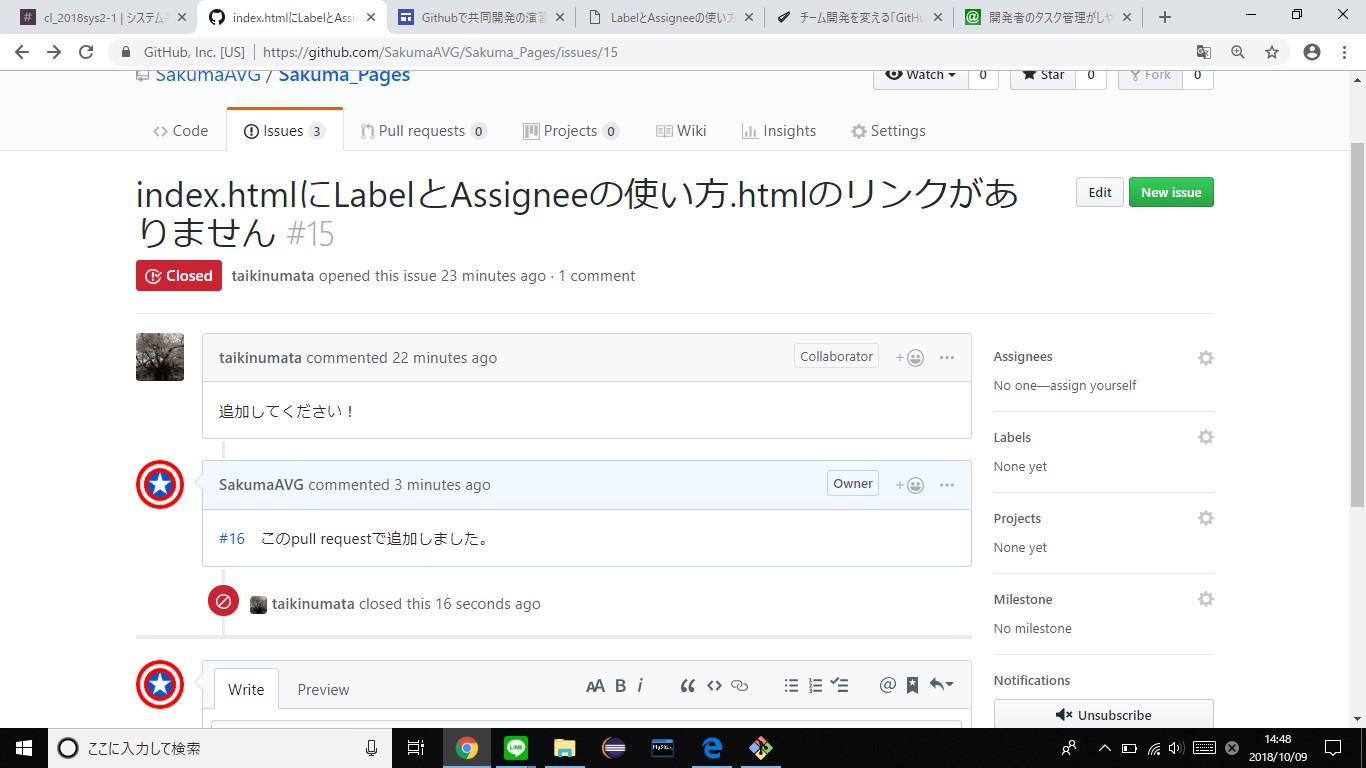 cl_2018sys2-1 | システム
index.htmlにLabelとAssi
Githubで共同開発の演習
LabelとAssigneeの使い方
チーム開発を変える「GitHu
開発者のタスク管理がしや
GitHub, Inc. [US] | https://github.com/SakumaAVG/Sakuma_Pages/issues/15
SakumaAVG / Sakuma_Pages
Watch 0 Star 0 Fork 0
Code Issues 3 Pull requests 0 Projects 0 Wiki Insights Settings
index.htmlにLabelとAssigneeの使い方.htmlのリンクがあ
りません #15
Edit New issue
Closed taikinumata opened this issue 23 minutes ago · 1 comment
taikinumata commented 22 minutes ago Collaborator
追加してください！
SakumaAVG commented 3 minutes ago Owner
#16 このpull requestで追加しました。
taikinumata closed this 16 seconds ago
Write Preview
AA B i
Assignees
No one—assign yourself
Labels
None yet
Projects
None yet
Milestone
No milestone
Notifications
Unsubscribe
ここに入力して検索
LINE
MySQL
14:48
2018/10/09